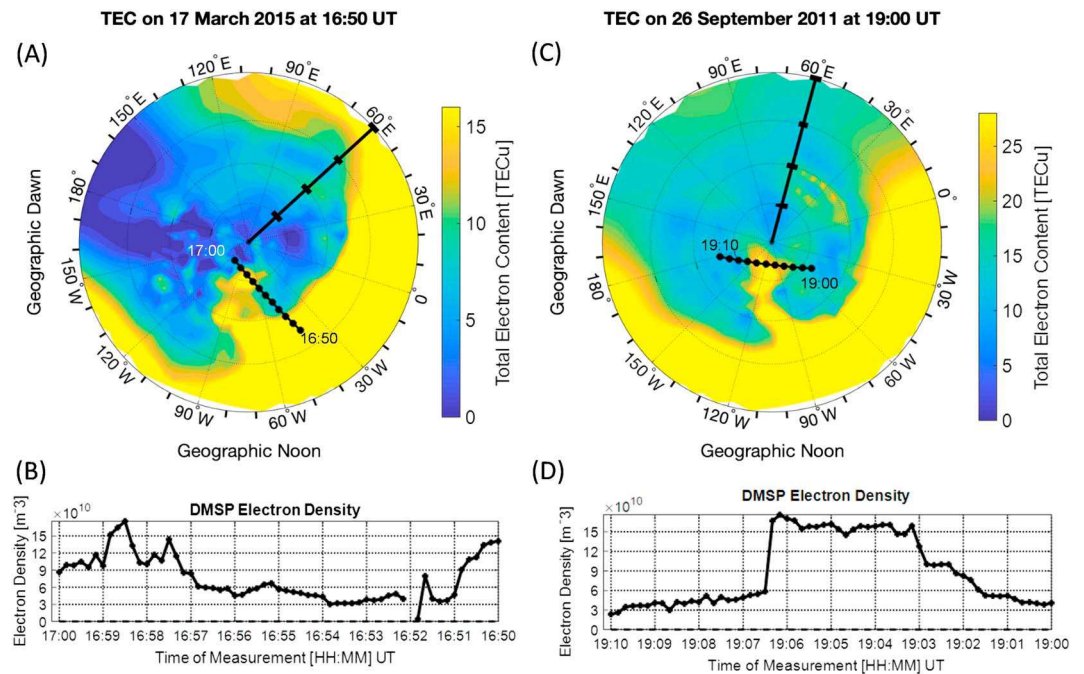 TEC on 17 March 2015 at 16:50 UT
(A)
120°E
90°E
60°E
30°E
0°
30°W
60°W
90°W
120°W
150°W
180°
150°E
17:00
16:50
Geographic Dawn
Geographic Noon
15
10
5
0
Total Electron Content [TECu]
TEC on 26 September 2011 at 19:00 UT
(C)
90°E
60°E
30°E
0°
30°W
60°W
90°W
120°W
150°W
180°
150°E
120°E
19:10
19:00
Geographic Dawn
Geographic Noon
25
20
15
10
5
0
Total Electron Content [TECu]
(B)
×10^10
DMSP Electron Density
Electron Density [m^-3]
15
12
9
6
3
0
17:00 16:59 16:58 16:57 16:56 16:55 16:54 16:53 16:52 16:51 16:50
Time of Measurement [HH:MM] UT
(D)
×10^10
DMSP Electron Density
Electron Density [m^-3]
15
12
9
6
3
0
19:10 19:09 19:08 19:07 19:06 19:05 19:04 19:03 19:02 19:01 19:00
Time of Measurement [HH:MM] UT